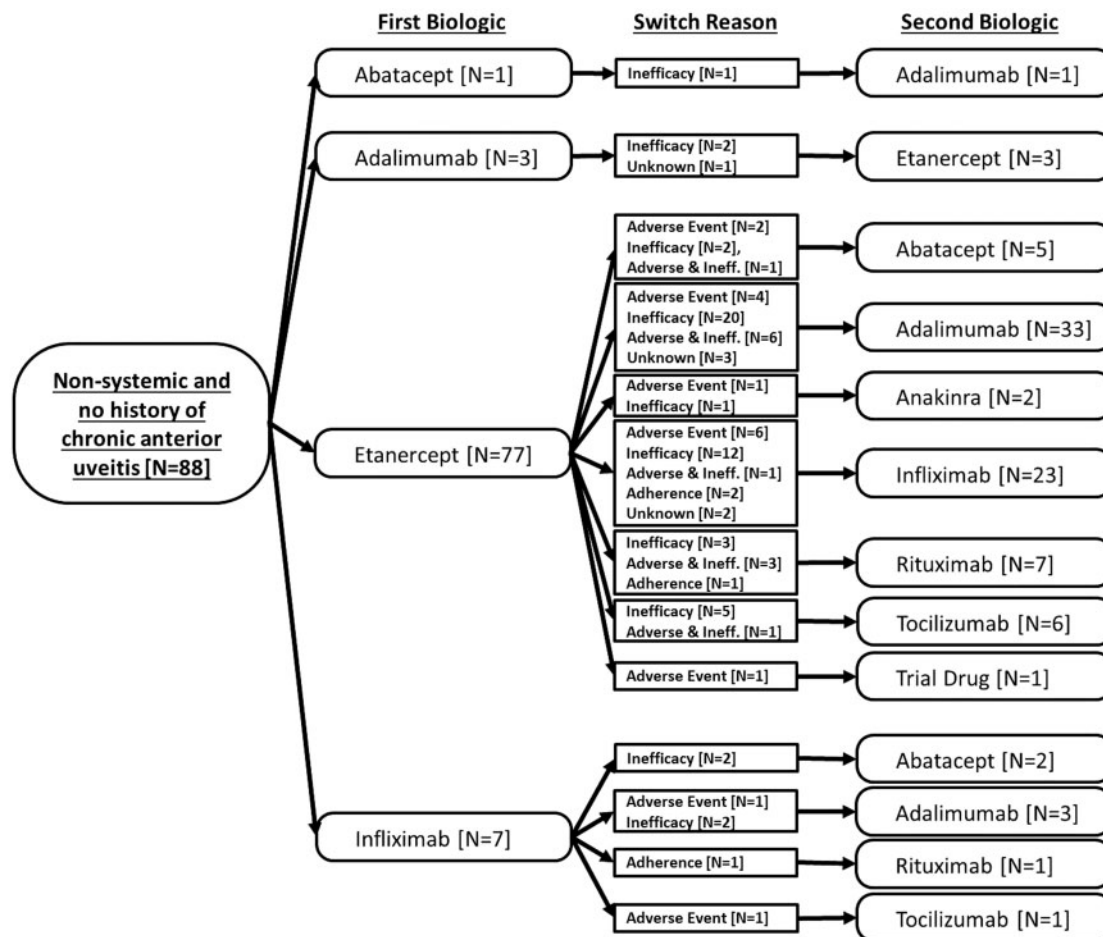 First Biologic
Switch Reason
Second Biologic
Non-systemic and
no history of
chronic anterior
uveitis [N=88]
Abatacept [N=1]
Inefficacy [N=1]
Adalimumab [N=1]
Adalimumab [N=3]
Inefficacy [N=2]
Unknown [N=1]
Etanercept [N=3]
Etanercept [N=77]
Adverse Event [N=2]
Inefficacy [N=2],
Adverse & Ineff. [N=1]
Abatacept [N=5]
Adverse Event [N=4]
Inefficacy [N=20]
Adverse & Ineff. [N=6]
Unknown [N=3]
Adalimumab [N=33]
Adverse Event [N=1]
Inefficacy [N=1]
Anakinra [N=2]
Adverse Event [N=6]
Inefficacy [N=12]
Adverse & Ineff. [N=1]
Adherence [N=2]
Unknown [N=2]
Infliximab [N=23]
Inefficacy [N=3]
Adverse & Ineff. [N=3]
Adherence [N=1]
Rituximab [N=7]
Inefficacy [N=5]
Adverse & Ineff. [N=1]
Tocilizumab [N=6]
Adverse Event [N=1]
Trial Drug [N=1]
Infliximab [N=7]
Inefficacy [N=2]
Abatacept [N=2]
Adverse Event [N=1]
Inefficacy [N=2]
Adalimumab [N=3]
Adherence [N=1]
Rituximab [N=1]
Adverse Event [N=1]
Tocilizumab [N=1]